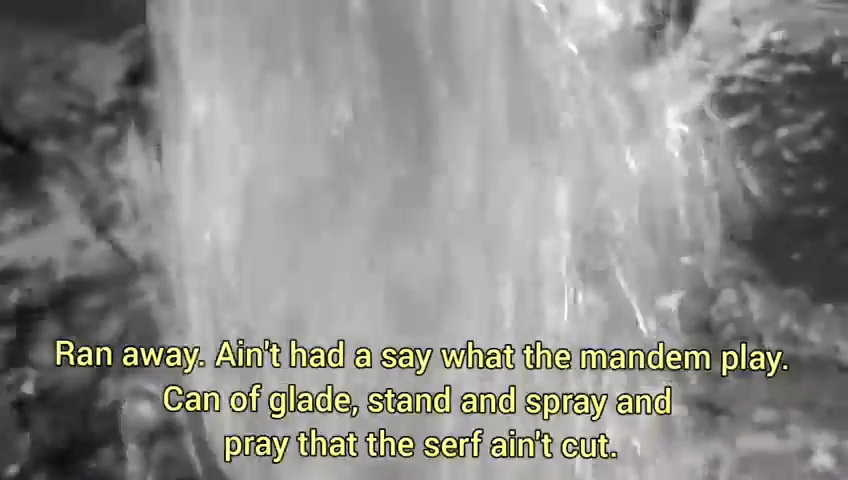 Ran away. Ain't had a say what the mandem play.
Can of glade, stand and spray and
pray that the serf ain't cut.